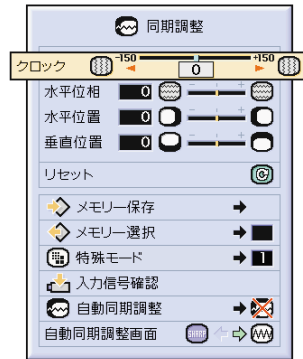 同期調整
クロック -150 0 +150
水平位相 0 - +
水平位置 0 - +
垂直位置 0 - +
リセット
メモリー保存
メモリー選択
特殊モード 1
入力信号確認
自動同期調整
自動同期調整画面 SHARP